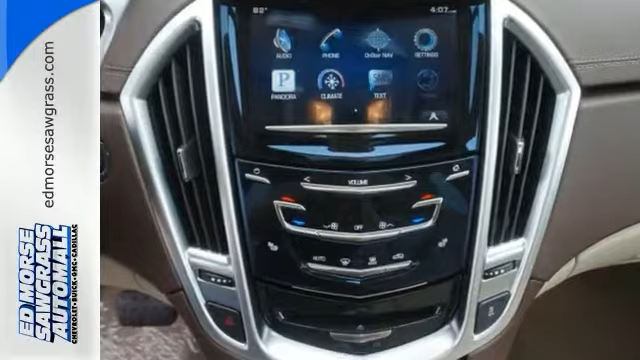 82° 4:07
AUDIO PHONE OnStar NAV SETTINGS
PANDORA CLIMATE TEXT
VOLUME
OFF
AUTO
edmorsesawgrass.com
ED MORSE
SAWGRASS
AUTOMALL
CHEVROLET•BUICK•GMC•CADILLAC